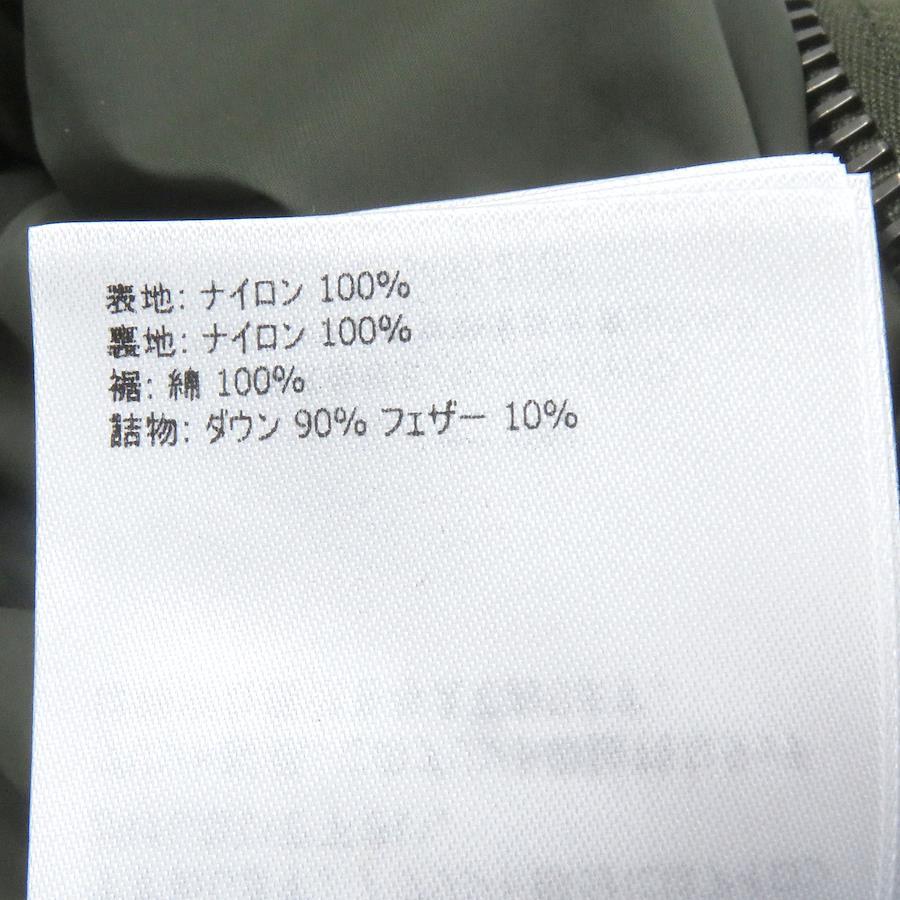 表地: ナイロン 100%
裏地: ナイロン 100%
裾: 綿 100%
詰物: ダウン 90% フェザー 10%